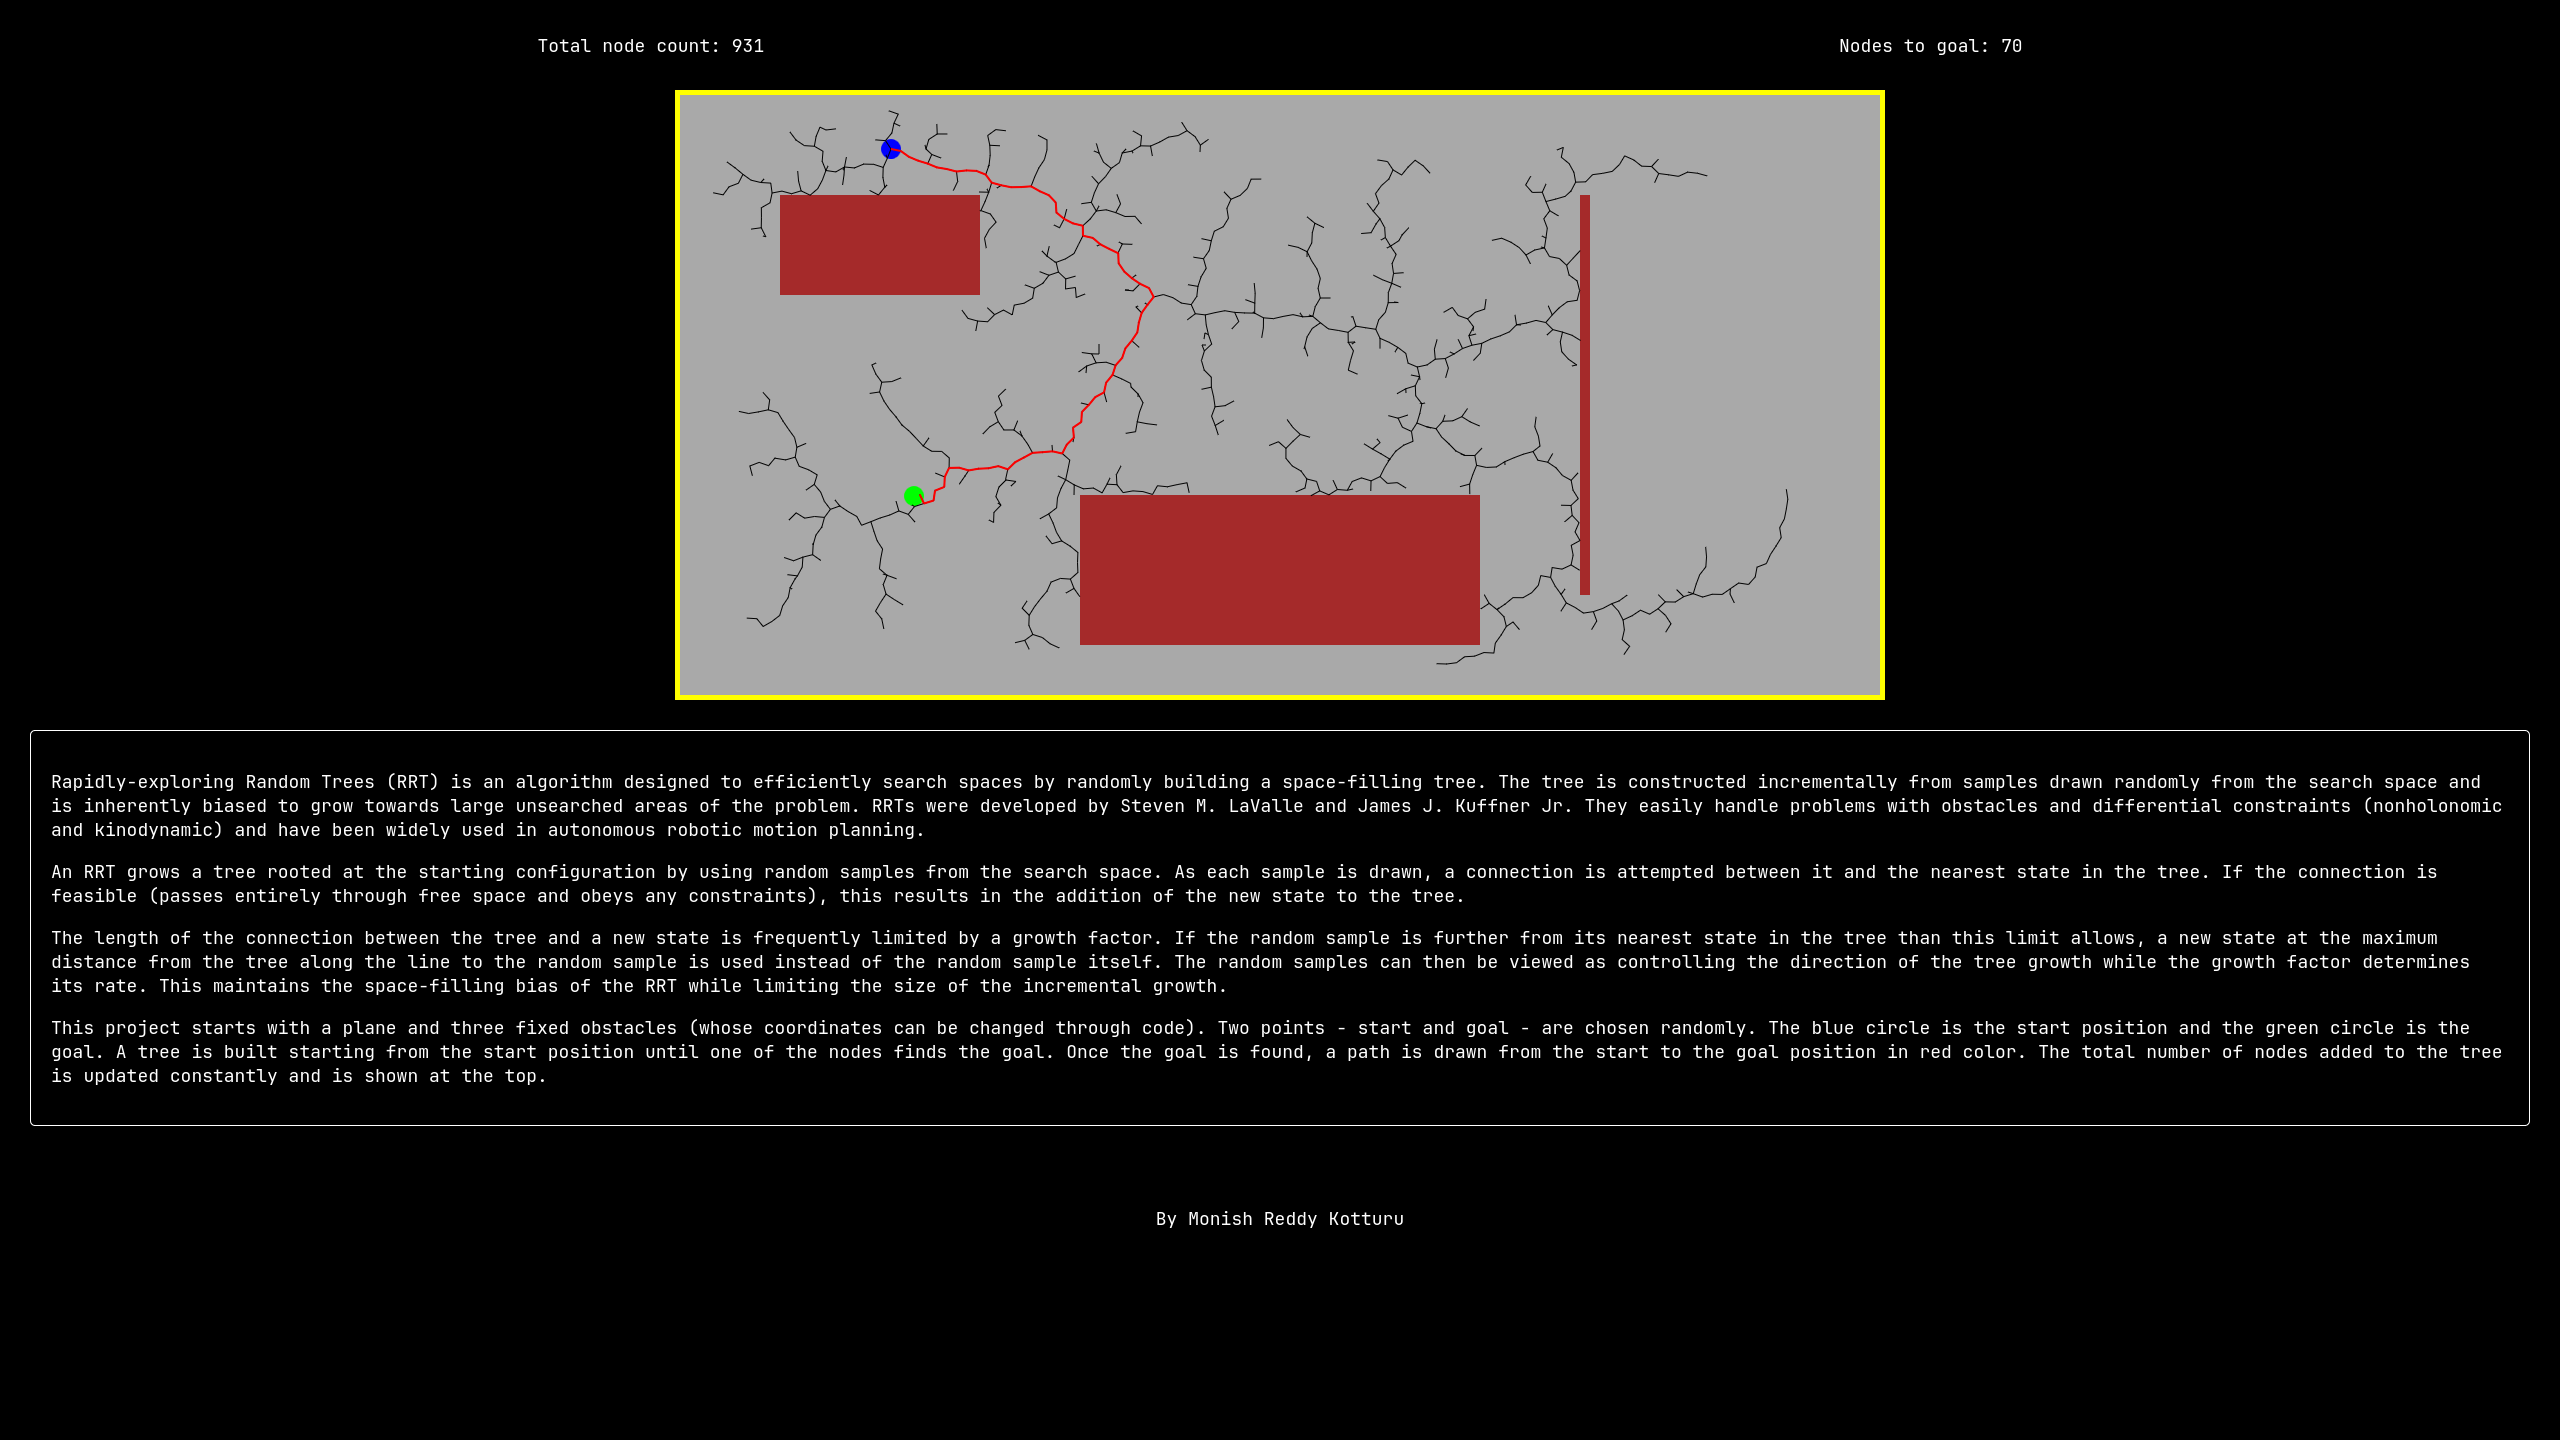 Total node count: 931
Nodes to goal: 70
Rapidly-exploring Random Trees (RRT) is an algorithm designed to efficiently search spaces by randomly building a space-filling tree. The tree is constructed incrementally from samples drawn randomly from the search space and
is inherently biased to grow towards large unsearched areas of the problem. RRTs were developed by Steven M. LaValle and James J. Kuffner Jr. They easily handle problems with obstacles and differential constraints (nonholonomic
and kinodynamic) and have been widely used in autonomous robotic motion planning.
An RRT grows a tree rooted at the starting configuration by using random samples from the search space. As each sample is drawn, a connection is attempted between it and the nearest state in the tree. If the connection is
feasible (passes entirely through free space and obeys any constraints), this results in the addition of the new state to the tree.
The length of the connection between the tree and a new state is frequently limited by a growth factor. If the random sample is further from its nearest state in the tree than this limit allows, a new state at the maximum
distance from the tree along the line to the random sample is used instead of the random sample itself. The random samples can then be viewed as controlling the direction of the tree growth while the growth factor determines
its rate. This maintains the space-filling bias of the RRT while limiting the size of the incremental growth.
This project starts with a plane and three fixed obstacles (whose coordinates can be changed through code). Two points - start and goal - are chosen randomly. The blue circle is the start position and the green circle is the
goal. A tree is built starting from the start position until one of the nodes finds the goal. Once the goal is found, a path is drawn from the start to the goal position in red color. The total number of nodes added to the tree
is updated constantly and is shown at the top.
By Monish Reddy Kotturu